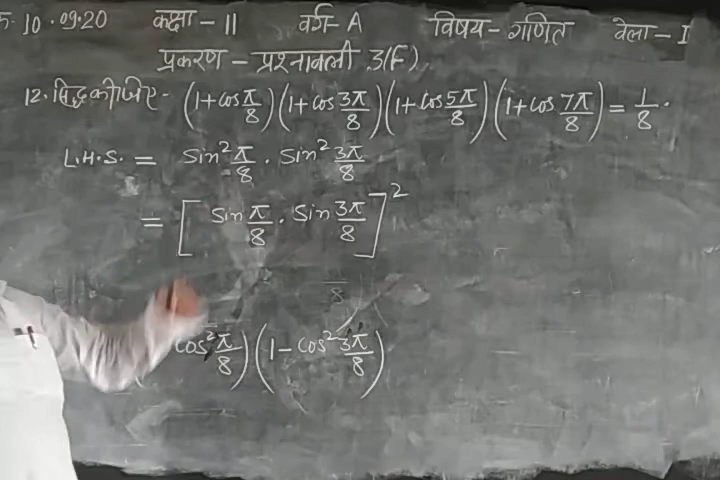 10.09.20 कक्षा - 11 वर्ग - A विषय - गणित वेला - I
प्रकरण - प्रश्नावली 3(F)
12. सिद्ध कीजिए - (1+cos π/8)(1+cos 3π/8)(1+cos 5π/8)(1+cos 7π/8) = 1/8.
L.H.S. = sin² π/8 . sin² 3π/8
= [sin π/8 . sin 3π/8]²
8
cos² π/8)(1 - cos² 3π/8)